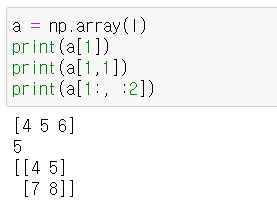 a = np.array(l)
print(a[1])
print(a[1,1])
print(a[1:, :2])
[4 5 6]
5
[[4 5]
 [7 8]]